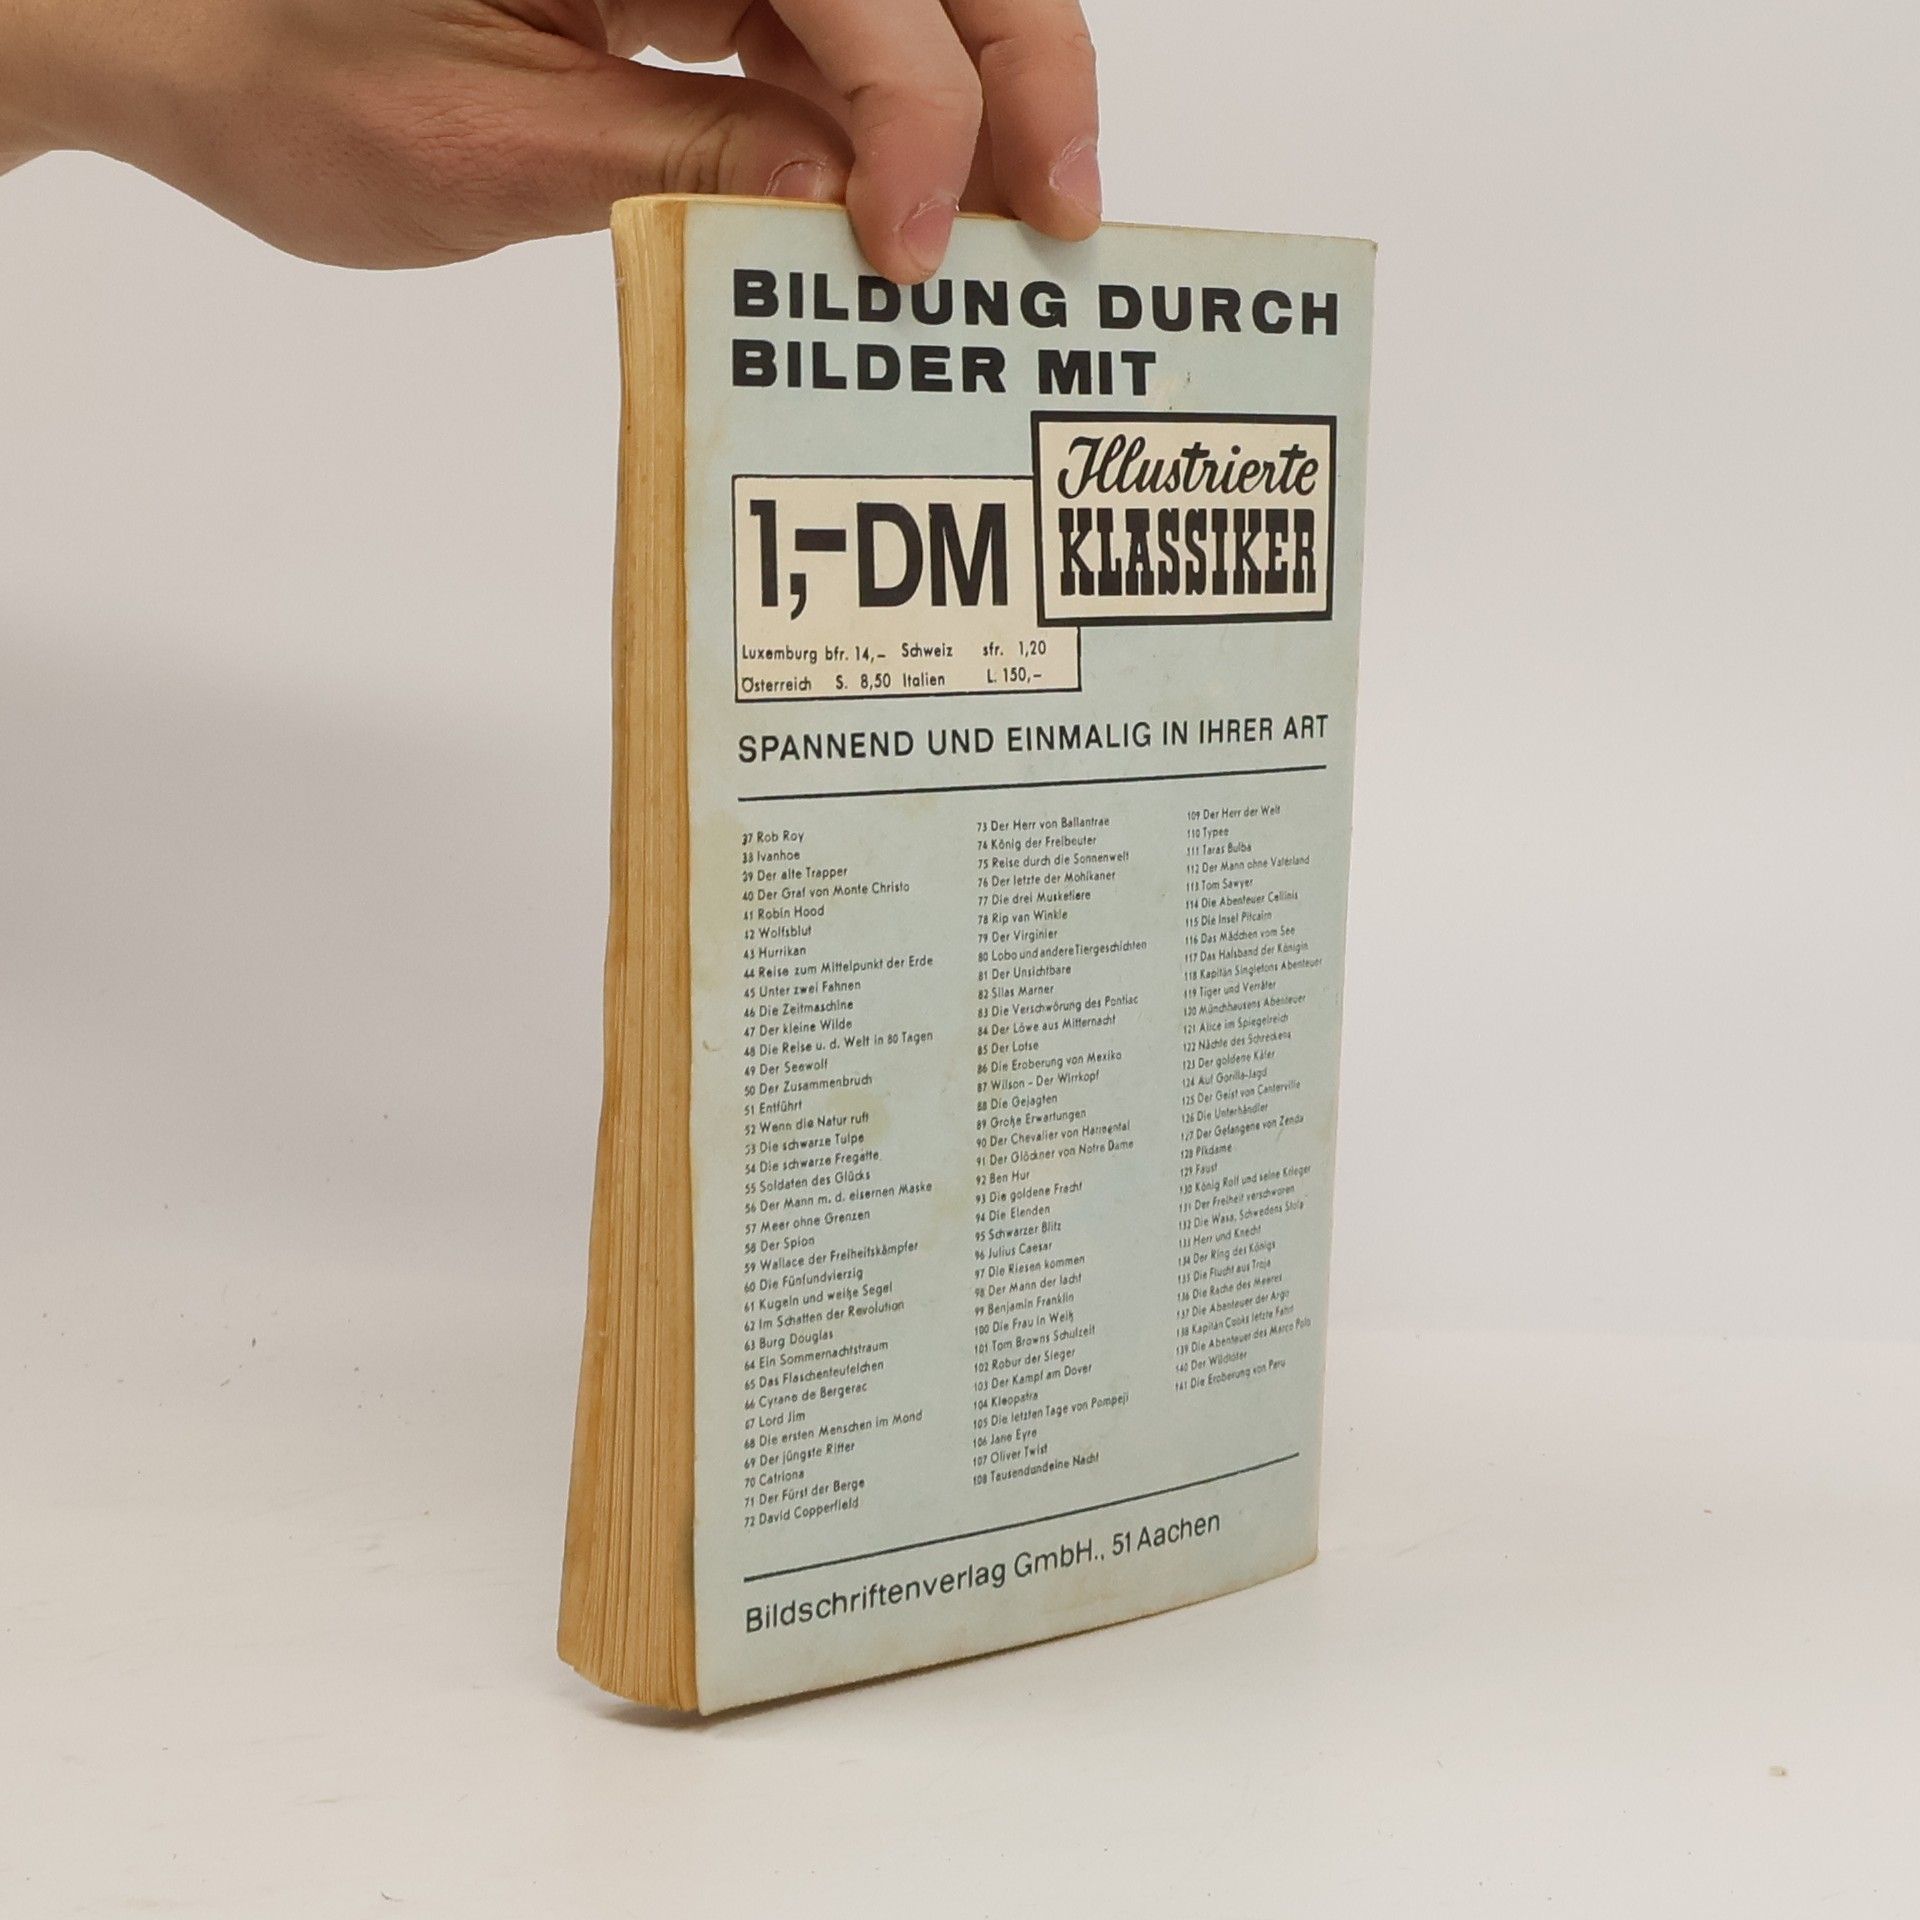 BILDUNG DURCH
BILDER MIT
Illustrierte
KLASSIKER
1,-DM
Luxemburg bfr. 14,- Schweiz sfr. 1,20
Österreich S. 8,50 Italien L. 150,-
SPANNEND UND EINMALIG IN IHRER ART
37 Rob Roy
38 Ivanhoe
39 Der alte Trapper
40 Der Graf von Monte Christo
41 Robin Hood
42 Wolfsblut
43 Hurrikan
44 Reise zum Mittelpunkt der Erde
45 Unter zwei Fahnen
46 Die Zeitmaschine
47 Der kleine Wilde
48 Die Reise u. d. Welt in 80 Tagen
49 Der Seewolf
50 Der Zusammenbruch
51 Entführt
52 Wenn die Natur ruft
53 Die schwarze Tulpe
54 Die schwarze Fregatte
55 Soldaten des Glücks
56 Der Mann m. d. eisernen Maske
57 Meer ohne Grenzen
58 Der Spion
59 Wallace der Freiheitskämpfer
60 Die Fünfundvierzig
61 Kugeln und weiße Segel
62 Im Schatten der Revolution
63 Burg Douglas
64 Ein Sommernachtstraum
65 Das Flaschenteufelchen
66 Cyrano de Bergerac
67 Lord Jim
68 Die ersten Menschen im Mond
69 Der jüngste Ritter
70 Catriona
71 Der Fürst der Berge
72 David Copperfield
73 Der Herr von Ballantrae
74 König der Freibeuter
75 Reise durch die Sonnenwelt
76 Der letzte der Mohikaner
77 Die drei Musketiere
78 Rip van Winkle
79 Der Virginier
80 Lobo und andere Tiergeschichten
81 Der Unsichtbare
82 Silas Marner
83 Die Verschwörung des Pontiac
84 Der Löwe aus Mitternacht
85 Der Lotse
86 Die Eroberung von Mexiko
87 Wilson - Der Wirrkopf
88 Die Gejagten
89 Große Erwartungen
90 Der Chevalier von Harmental
91 Der Glöckner von Notre Dame
92 Ben Hur
93 Die goldene Fracht
94 Die Elenden
95 Schwarzer Blitz
96 Julius Caesar
97 Die Riesen kommen
98 Der Mann der lacht
99 Benjamin Franklin
100 Die Frau in Weiß
101 Tom Browns Schulzeit
102 Robur der Sieger
103 Der Kampf am Dover
104 Kleopatra
105 Die letzten Tage von Pompeji
106 Jane Eyre
107 Oliver Twist
108 Tausendundeine Nacht
109 Der Herr der Welt
110 Typee
111 Taras Bulba
112 Der Mann ohne Vaterland
113 Tom Sawyer
114 Die Abenteuer Cellinis
115 Die Insel Pitcairn
116 Das Mädchen vom See
117 Das Halsband der Königin
118 Kapitän Singletons Abenteuer
119 Tiger und Verräter
120 Münchhausens Abenteuer
121 Alice im Spiegelreich
122 Nächte des Schreckens
123 Der goldene Käfer
124 Auf Gorilla-Jagd
125 Der Geist von Canterville
126 Die Unterhändler
127 Der Gefangene von Zenda
128 Pikdame
129 Faust
130 König Rolf und seine Krieger
131 Der Freiheit verschworen
132 Die Wasa, Schwedens Stolz
133 Herr und Knecht
134 Der Ring des Königs
135 Die Flucht aus Troja
136 Die Rache des Meeres
137 Die Abenteuer der Argo
138 Kapitän Cooks letzte Fahrt
139 Die Abenteuer des Marco Polo
140 Der Wildtöter
141 Die Eroberung von Peru
Bildschriftenverlag GmbH., 51 Aachen